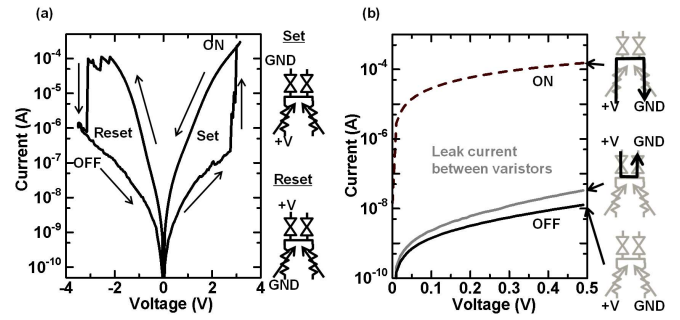 (a)
Current (A)
10⁻⁴
10⁻⁵
10⁻⁶
10⁻⁷
10⁻⁸
10⁻⁹
10⁻¹⁰
-4
-2
0
2
4
Voltage (V)
ON
Reset
Set
OFF
Set
GND
+V
Reset
+V
GND
(b)
Current (A)
10⁻⁴
10⁻⁶
10⁻⁸
10⁻¹⁰
0
0.1
0.2
0.3
0.4
0.5
Voltage (V)
ON
Leak current
between varistors
OFF
+V GND
+V GND
+V GND